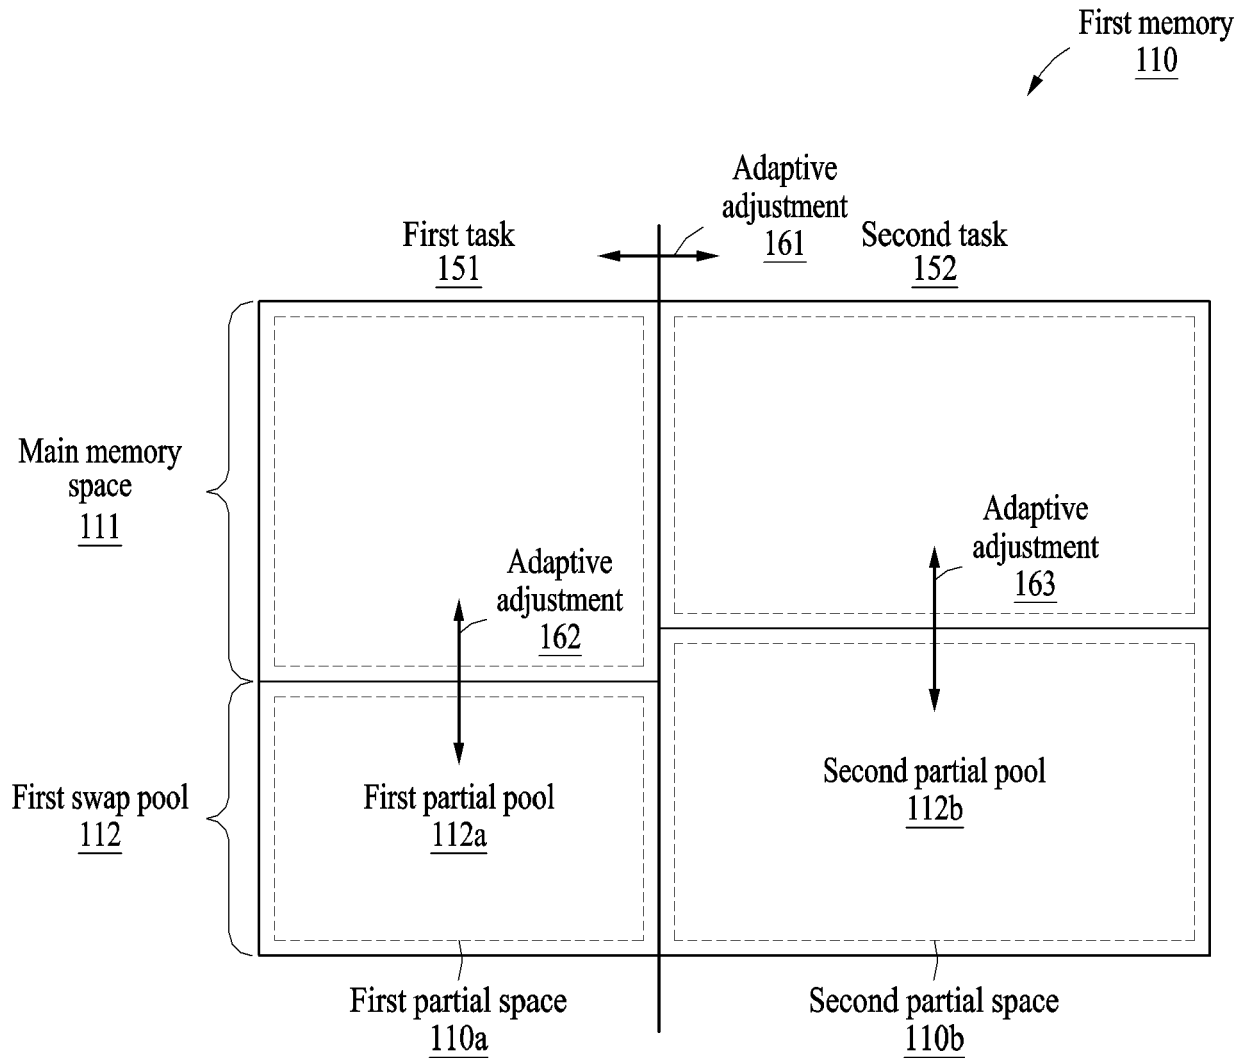 First memory
110
Adaptive
adjustment
161
First task
151
Second task
152
Main memory
space
111
Adaptive
adjustment
162
Adaptive
adjustment
163
First swap pool
112
First partial pool
112a
Second partial pool
112b
First partial space
110a
Second partial space
110b